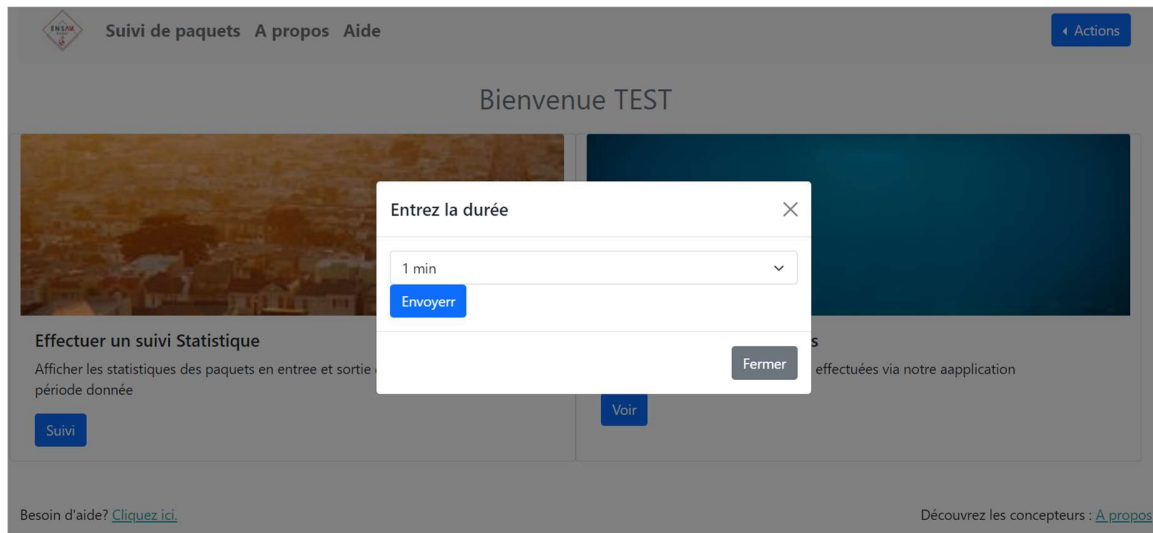 ENSAM
Suivi de paquets A propos Aide
Actions
Bienvenue TEST
Entrez la durée
1 min
Envoyerr
Fermer
Effectuer un suivi Statistique
Afficher les statistiques des paquets en entree et sortie
période donnée
Suivi
s
effectuées via notre aapplication
Voir
Besoin d'aide? Cliquez ici.
Découvrez les concepteurs : A propos